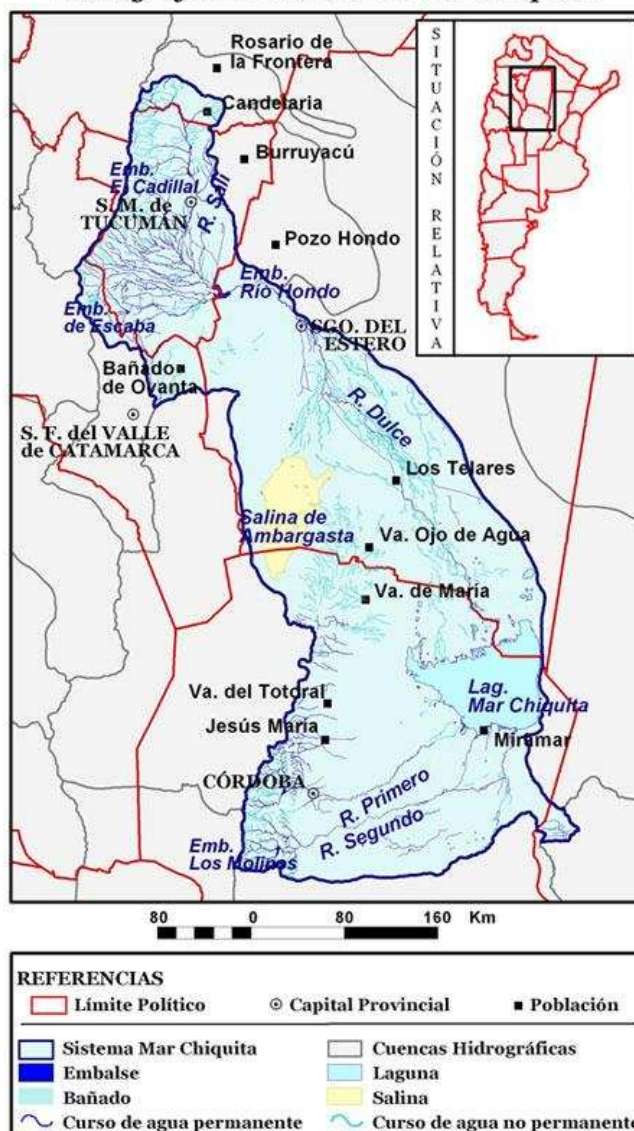 Rosario de
la Frontera
Candelaria
Burruyacú
Emb.
El Cadillal
S. M. de
TUCUMÁN
R. Salí
Pozo Hondo
Emb.
Río Hondo
Emb.
de Escaba
SGO. DEL
ESTERO
Bañado
de Ovanta
S. F. del VALLE
de CATAMARCA
R. Dulce
Los Telares
Salina de
Ambargasta
Va. Ojo de Agua
Va. de María
Lag.
Mar Chiquita
Va. del Totoral
Jesús María
Miramar
CÓRDOBA
R. Primero
R. Segundo
Emb.
Los Molinos
SITUACIÓN RELATIVA
80 0 80 160 Km
REFERENCIAS
Límite Político
Capital Provincial
Población
Sistema Mar Chiquita
Cuencas Hidrográficas
Embalse
Laguna
Bañado
Salina
Curso de agua permanente
Curso de agua no permanente